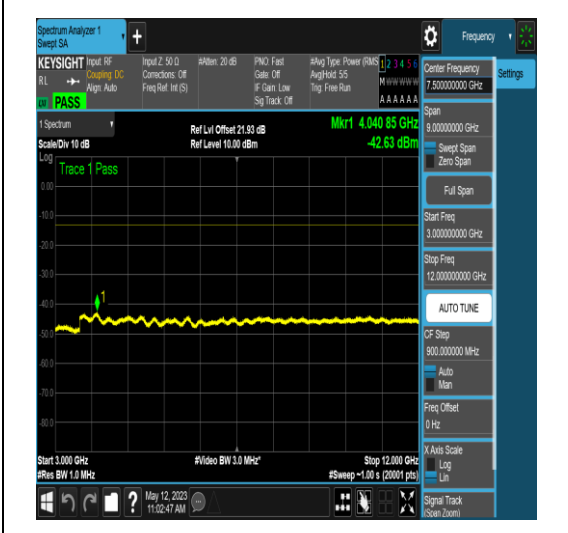 Spectrum Analyzer 1
Swept SA
Frequency
KEYSIGHT
RL
PASS
Input: RF
Coupling: DC
Align: Auto
Input Z: 50 Ω
Corrections: Off
Freq Ref: Int (S)
#Atten: 20 dB
PNO: Fast
Gate: Off
IF Gain: Low
Sig Track: Off
#Avg Type: Power (RMS)
Avg|Hold: 5/5
Trig: Free Run
1 2 3 4 5 6
M W W W W W
A A A A A A
1 Spectrum
Scale/Div 10 dB
Ref Lvl Offset 21.93 dB
Ref Level 10.00 dBm
Mkr1 4.040 85 GHz
-42.63 dBm
Log
Trace 1 Pass
0.00
-10.0
-20.0
-30.0
-40.0
-50.0
-60.0
-70.0
-80.0
1
Start 3.000 GHz
#Res BW 1.0 MHz
#Video BW 3.0 MHz*
Stop 12.000 GHz
#Sweep ~1.00 s (20001 pts)
May 12, 2023
11:02:47 AM
Center Frequency
7.500000000 GHz
Settings
Span
9.00000000 GHz
Swept Span
Zero Span
Full Span
Start Freq
3.000000000 GHz
Stop Freq
12.000000000 GHz
AUTO TUNE
CF Step
900.000000 MHz
Auto
Man
Freq Offset
0 Hz
X Axis Scale
Log
Lin
Signal Track
(Span Zoom)